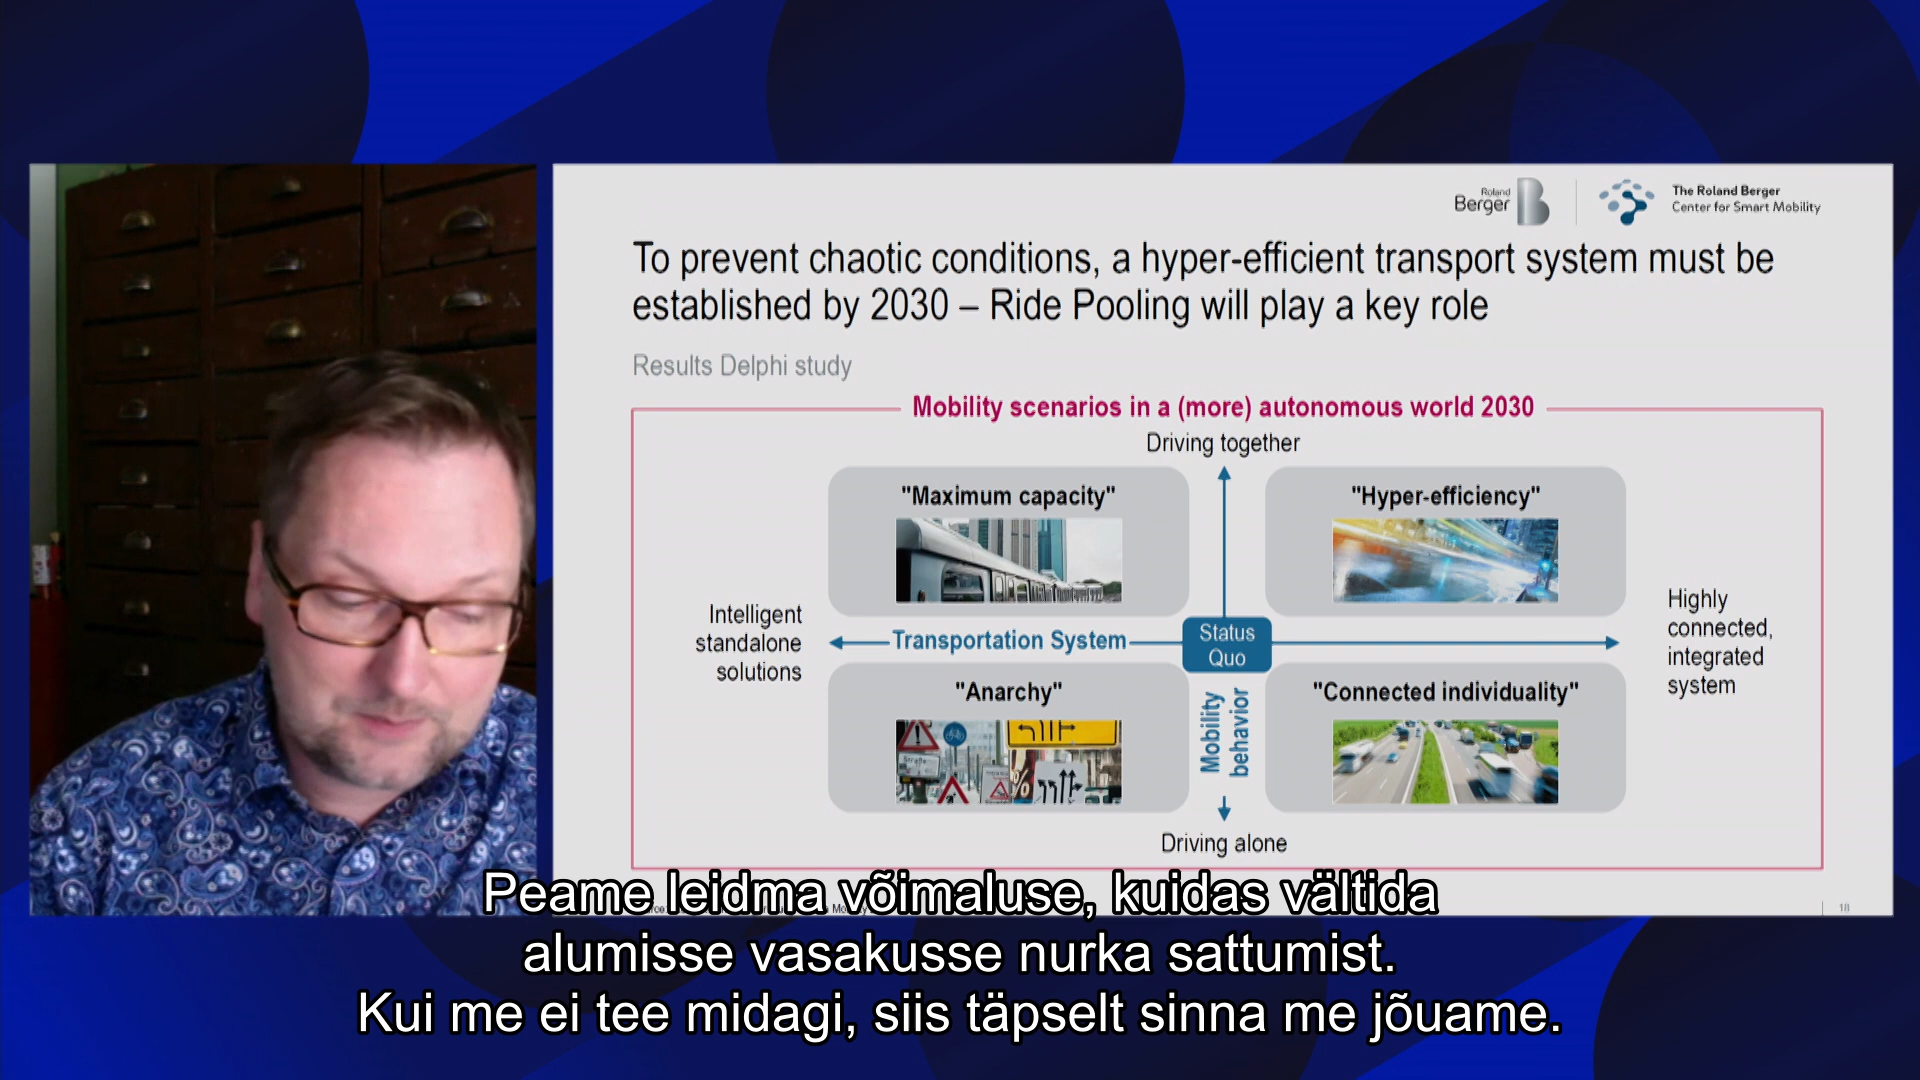 Roland
Berger
The Roland Berger
Center for Smart Mobility
To prevent chaotic conditions, a hyper-efficient transport system must be
established by 2030 – Ride Pooling will play a key role
Results Delphi study
Mobility scenarios in a (more) autonomous world 2030
Driving together
"Maximum capacity"
"Hyper-efficiency"
Intelligent
standalone
solutions
Transportation System
Status
Quo
Highly
connected,
integrated
system
"Anarchy"
"Connected individuality"
Mobility
behavior
Driving alone
18
Peame leidma võimaluse, kuidas vältida
alumisse vasakusse nurka sattumist.
Kui me ei tee midagi, siis täpselt sinna me jõuame.